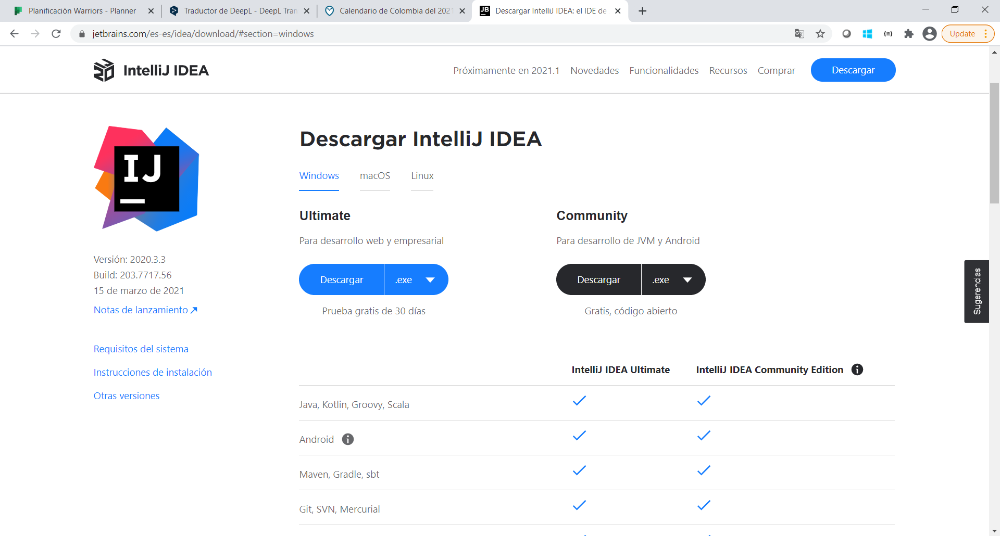 Planificación Warriors - Planner
Traductor de DeepL - DeepL Tran
Calendario de Colombia del 2021
JB
Descargar IntelliJ IDEA: el IDE de
jetbrains.com/es-es/idea/download/#section=windows
Update
IntelliJ IDEA
Próximamente en 2021.1
Novedades
Funcionalidades
Recursos
Comprar
Descargar
IJ
Versión: 2020.3.3
Build: 203.7717.56
15 de marzo de 2021
Notas de lanzamiento
Requisitos del sistema
Instrucciones de instalación
Otras versiones
Descargar IntelliJ IDEA
Windows
macOS
Linux
Ultimate
Para desarrollo web y empresarial
Descargar
.exe
Prueba gratis de 30 días
Community
Para desarrollo de JVM y Android
Descargar
.exe
Gratis, código abierto
Sugerencias
IntelliJ IDEA Ultimate
IntelliJ IDEA Community Edition
Java, Kotlin, Groovy, Scala
Android
Maven, Gradle, sbt
Git, SVN, Mercurial